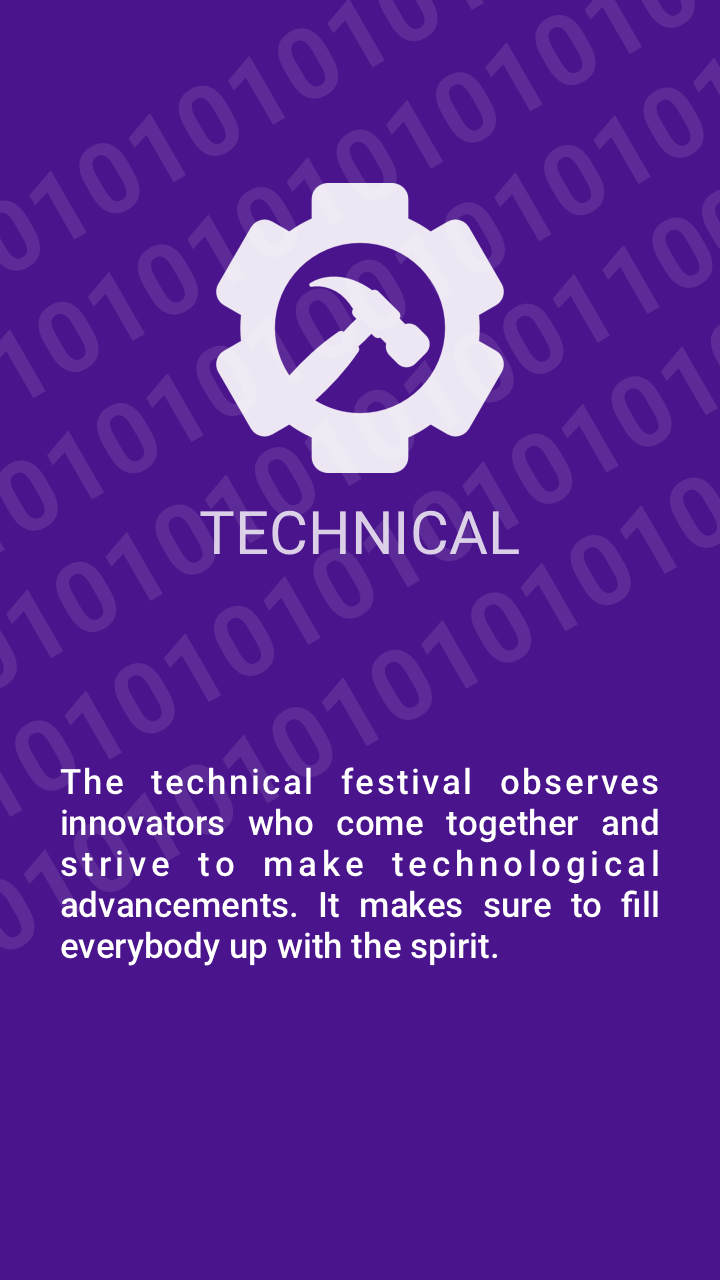 TECHNICAL
The technical festival observes
innovators who come together and
strive to make technological
advancements. It makes sure to fill
everybody up with the spirit.